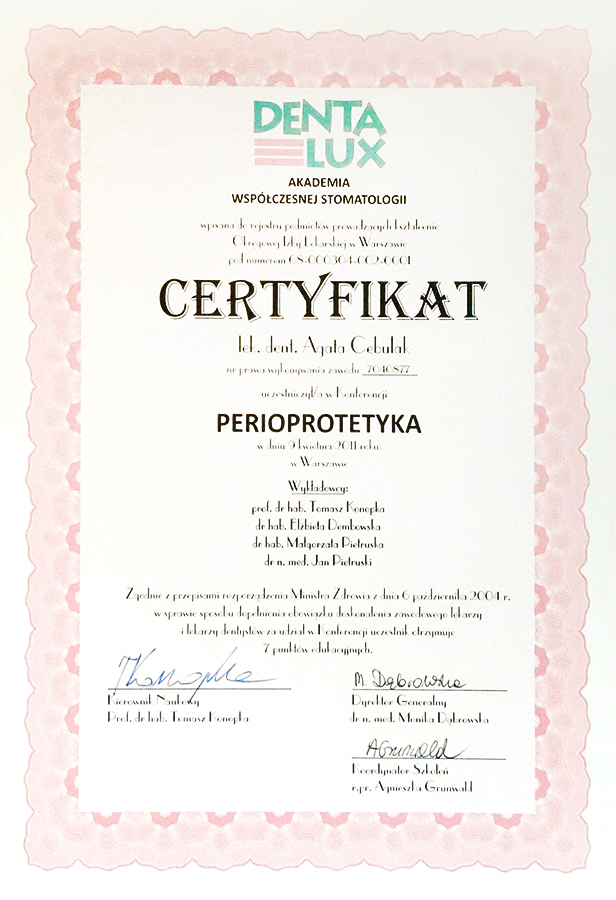 DENTA
LUX
AKADEMIA
WSPÓŁCZESNEJ STOMATOLOGII
wpisana do rejestru podmiotów prowadzących kształcenie
Okręgowej Izby Lekarskiej w Warszawie
pod numerem 68-000304-002-0001
CERTYFIKAT
lek. dent. Agata Cebulak
nr prawa wykonywania zawodu 7040877
uczestniczył/a w Konferencji
PERIOPROTETYKA
w dniu 9 kwietnia 2011 roku
w Warszawie
Wykładowcy:
prof. dr hab. Tomasz Konopka
dr hab. Elżbieta Dembowska
dr hab. Małgorzata Pietruska
dr n. med. Jan Pietruski
Zgodnie z przepisami rozporządzenia Ministra Zdrowia z dnia 6 października 2004 r.
w sprawie sposobu dopełnienia obowiązku doskonalenia zawodowego lekarzy
i lekarzy dentystów za udział w Konferencji uczestnik otrzymuje
7 punktów edukacyjnych.
TKonopka M. Dąbrowska
Kierownik Naukowy Dyrektor Generalny
Prof. dr hab. Tomasz Konopka dr n. med. Monika Dąbrowska
AGrunwald
Koordynator Szkoleń
e.pr. Agnieszka Grunwald